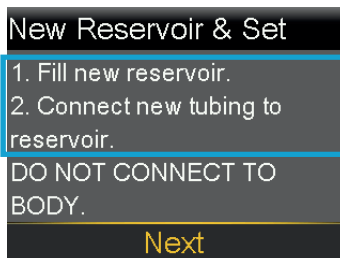 New Reservoir & Set
1. Fill new reservoir.
2. Connect new tubing to
reservoir.
DO NOT CONNECT TO
BODY.
Next